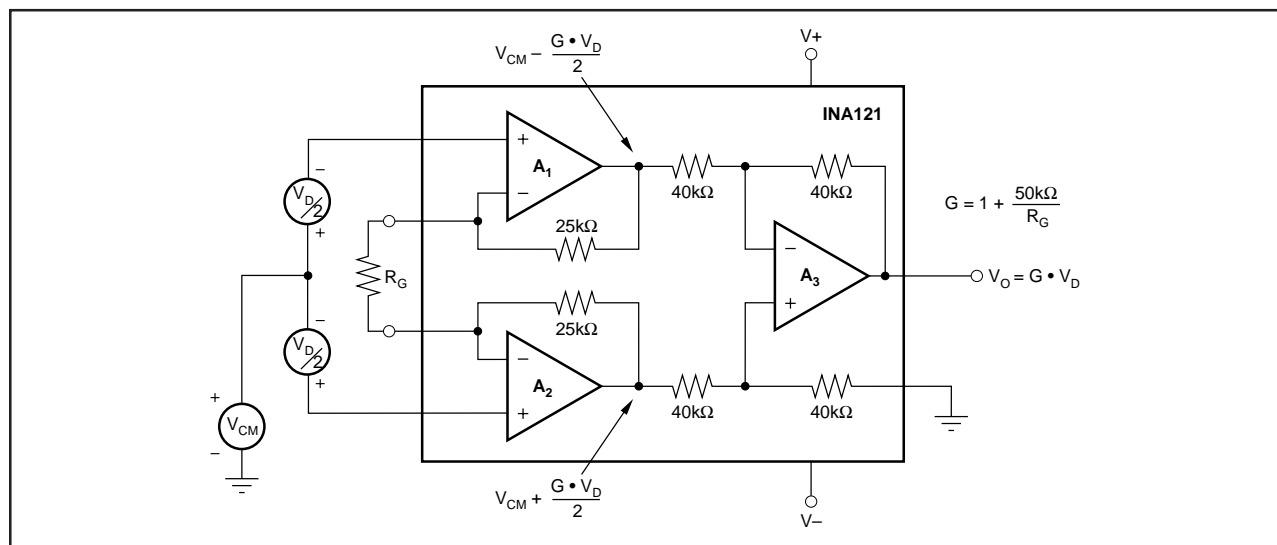 V_CM – G • V_D / 2
V+
INA121
+
A_1
–
40kΩ
40kΩ
G = 1 + 50kΩ / R_G
–
V_D/2
+
25kΩ
R_G
–
A_3
+
V_O = G • V_D
–
V_D/2
+
25kΩ
–
A_2
+
40kΩ
40kΩ
+
V_CM
–
V_CM + G • V_D / 2
V–